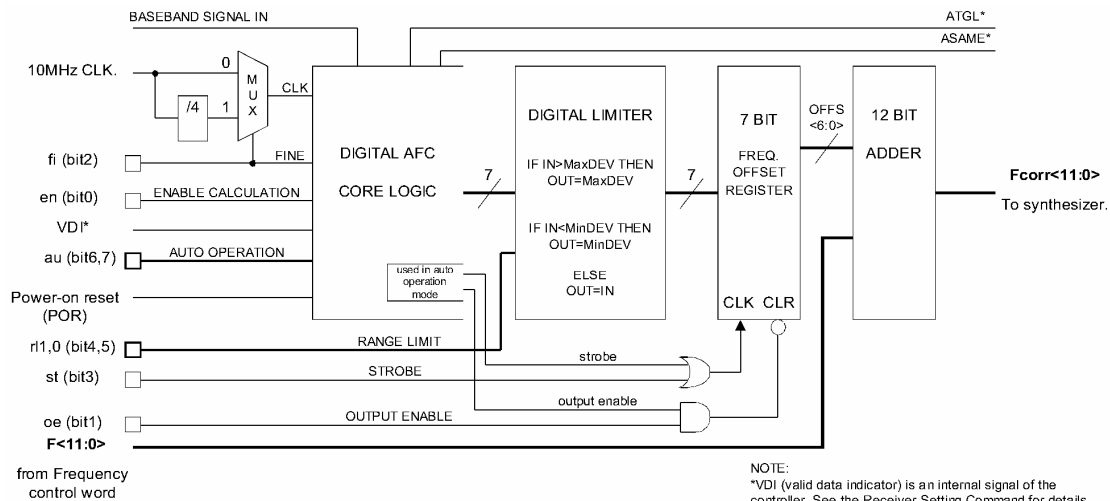 BASEBAND SIGNAL IN
ATGL*
ASAME*
10MHz CLK.
0
/4
1
MUX
CLK
fi (bit2)
FINE
en (bit0)
ENABLE CALCULATION
VDI*
au (bit6,7)
AUTO OPERATION
Power-on reset
(POR)
DIGITAL AFC
CORE LOGIC
used in auto
operation
mode
7
DIGITAL LIMITER
IF IN>MaxDEV THEN
OUT=MaxDEV
IF IN<MinDEV THEN
OUT=MinDEV
ELSE
OUT=IN
7
7 BIT
FREQ.
OFFSET
REGISTER
CLK CLR
OFFS
<6:0>
12 BIT
ADDER
Fcorr<11:0>
To synthesizer.
rl1,0 (bit4,5)
RANGE LIMIT
strobe
st (bit3)
STROBE
output enable
oe (bit1)
OUTPUT ENABLE
F<11:0>
from Frequency
control word
NOTE:
*VDI (valid data indicator) is an internal signal of the
controller. See the Receiver Setting Command for details